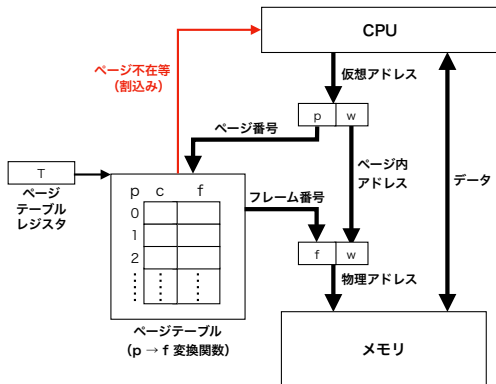 CPU
ページ不在等
（割込み）
仮想アドレス
p w
ページ番号
T
ページ
テーブル
レジスタ
ページ内
アドレス
データ
p c f
0
1
2
フレーム番号
f w
物理アドレス
ページテーブル
（p → f 変換関数）
メモリ